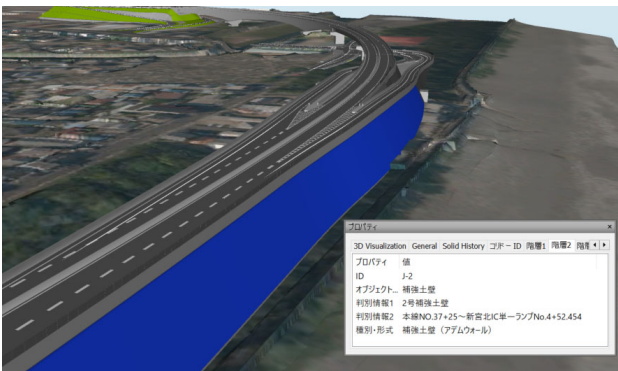 プロパティ ×
3D Visualization General Solid History コリドー ID 階層1 階層2 階層
プロパティ 値
ID J-2
オブジェクト... 補強土壁
判別情報1 2号補強土壁
判別情報2 本線NO.37+25～新宮北IC単一ランプNo.4+52.454
種別・形式 補強土壁（アデムウォール）